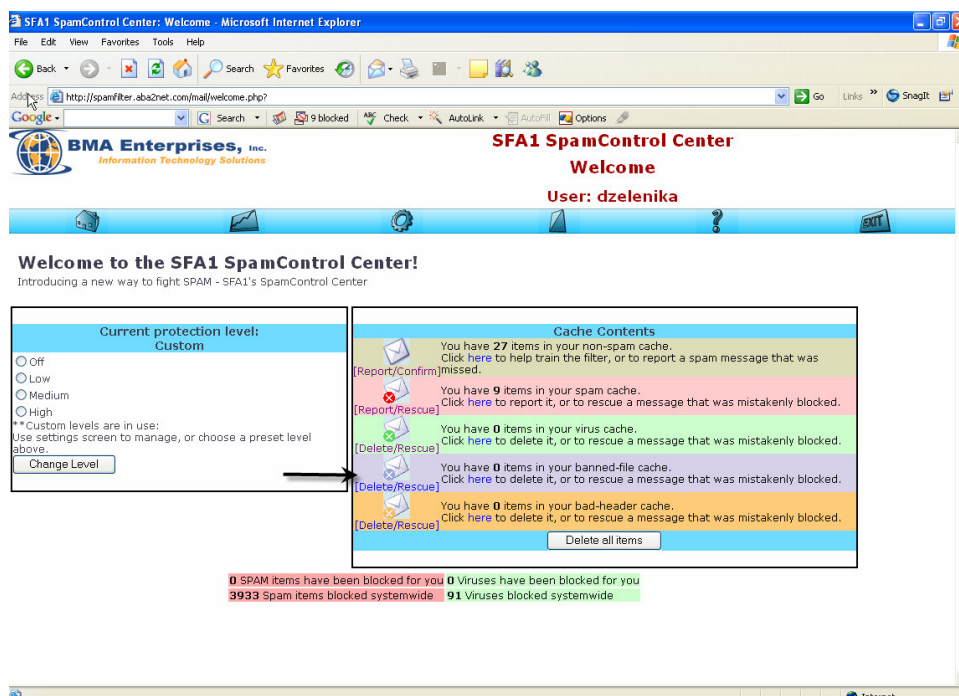 SFA1 SpamControl Center: Welcome - Microsoft Internet Explorer
File Edit View Favorites Tools Help
Back Search Favorites
Address http://spamfilter.aba2net.com/mail/welcome.php? Go Links » SnagIt
Google Search 9 blocked ABC Check AutoLink AutoFill Options
BMA Enterprises, Inc.
Information Technology Solutions
SFA1 SpamControl Center
Welcome
User: dzelenika
EXIT
Welcome to the SFA1 SpamControl Center!
Introducing a new way to fight SPAM - SFA1's SpamControl Center
Current protection level:
Custom
Off
Low
Medium
High
**Custom levels are in use:
Use settings screen to manage, or choose a preset level
above.
Change Level
Cache Contents
You have 27 items in your non-spam cache.
Click here to help train the filter, or to report a spam message that was
[Report/Confirm]missed.
You have 9 items in your spam cache.
Click here to report it, or to rescue a message that was mistakenly blocked.
[Report/Rescue]
You have 0 items in your virus cache.
Click here to delete it, or to rescue a message that was mistakenly blocked.
[Delete/Rescue]
You have 0 items in your banned-file cache.
Click here to delete it, or to rescue a message that was mistakenly blocked.
[Delete/Rescue]
You have 0 items in your bad-header cache.
Click here to delete it, or to rescue a message that was mistakenly blocked.
[Delete/Rescue]
Delete all items
0 SPAM items have been blocked for you 0 Viruses have been blocked for you
3933 Spam items blocked systemwide 91 Viruses blocked systemwide
Internet